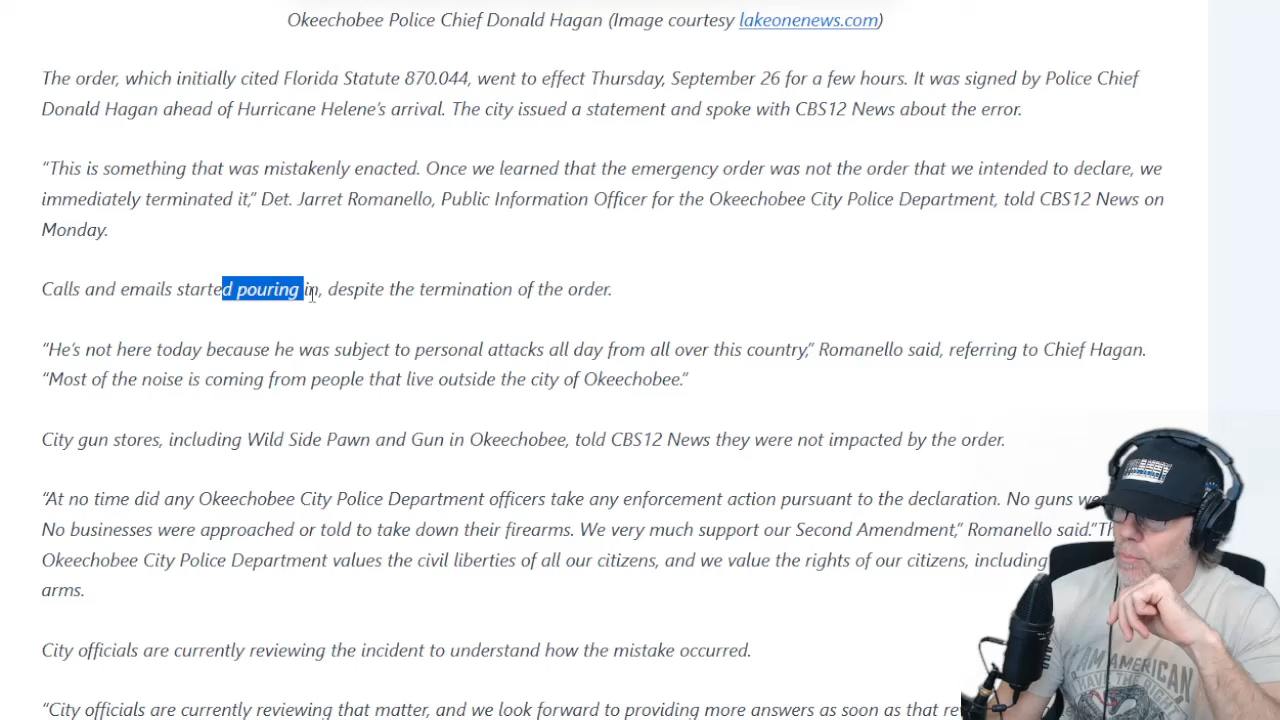 Okeechobee Police Chief Donald Hagan (Image courtesy lakeonenews.com)
The order, which initially cited Florida Statute 870.044, went to effect Thursday, September 26 for a few hours. It was signed by Police Chief
Donald Hagan ahead of Hurricane Helene’s arrival. The city issued a statement and spoke with CBS12 News about the error.
“This is something that was mistakenly enacted. Once we learned that the emergency order was not the order that we intended to declare, we
immediately terminated it,” Det. Jarret Romanello, Public Information Officer for the Okeechobee City Police Department, told CBS12 News on
Monday.
Calls and emails started pouring in, despite the termination of the order.
“He’s not here today because he was subject to personal attacks all day from all over this country,” Romanello said, referring to Chief Hagan.
“Most of the noise is coming from people that live outside the city of Okeechobee.”
City gun stores, including Wild Side Pawn and Gun in Okeechobee, told CBS12 News they were not impacted by the order.
“At no time did any Okeechobee City Police Department officers take any enforcement action pursuant to the declaration. No guns
No businesses were approached or told to take down their firearms. We very much support our Second Amendment,” Romanello said.”
Okeechobee City Police Department values the civil liberties of all our citizens, and we value the rights of our citizens, including
arms.
City officials are currently reviewing the incident to understand how the mistake occurred.
“City officials are currently reviewing that matter, and we look forward to providing more answers as soon as that
AM AMERICAN
HAVE THE RIGHT